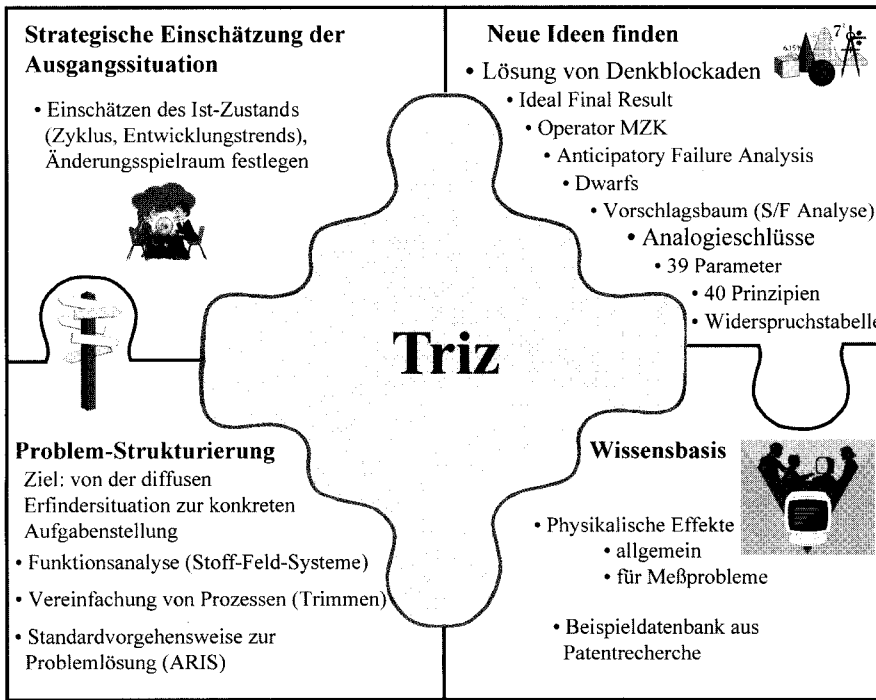 Strategische Einschätzung der
Ausgangssituation
• Einschätzen des Ist-Zustands
(Zyklus, Entwicklungstrends),
Änderungsspielraum festlegen
Neue Ideen finden
• Lösung von Denkblockaden
• Ideal Final Result
• Operator MZK
• Anticipatory Failure Analysis
• Dwarfs
• Vorschlagsbaum (S/F Analyse)
• Analogieschlüsse
• 39 Parameter
• 40 Prinzipien
• Widerspruchstabelle
Triz
Problem-Strukturierung
Ziel: von der diffusen
Erfindersituation zur konkreten
Aufgabenstellung
• Funktionsanalyse (Stoff-Feld-Systeme)
• Vereinfachung von Prozessen (Trimmen)
• Standardvorgehensweise zur
Problemlösung (ARIS)
Wissensbasis
• Physikalische Effekte
• allgemein
• für Meßprobleme
• Beispieldatenbank aus
Patentrecherche